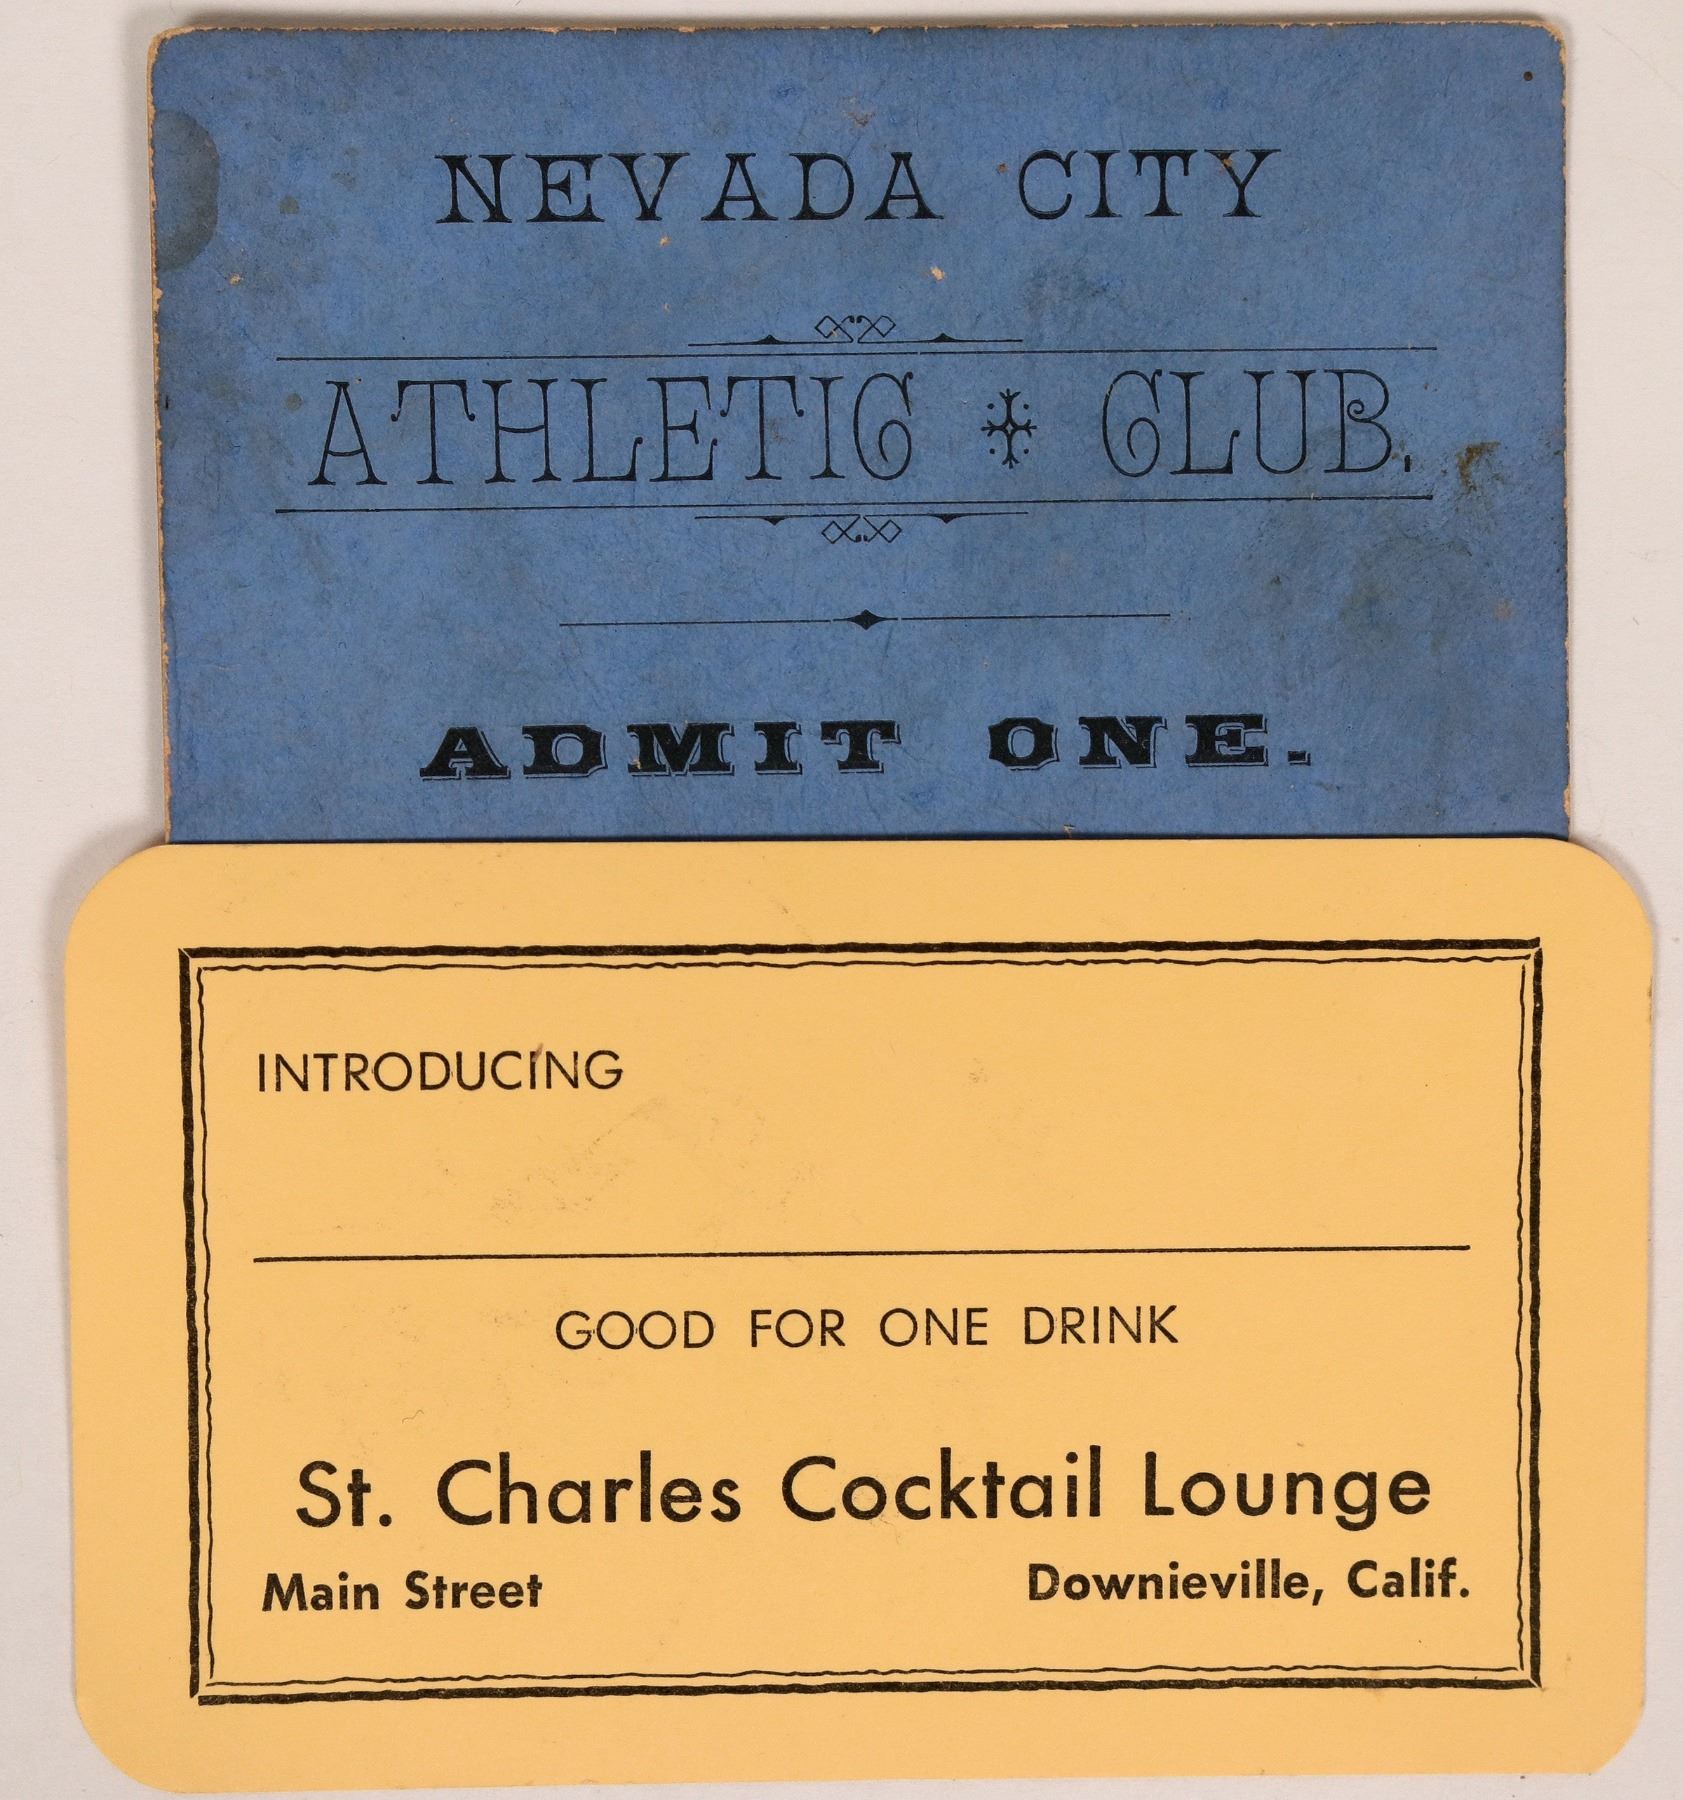 NEVADA CITY
ATHLETIC CLUB.
ADMIT ONE.
INTRODUCING
GOOD FOR ONE DRINK
St. Charles Cocktail Lounge
Main Street Downieville, Calif.